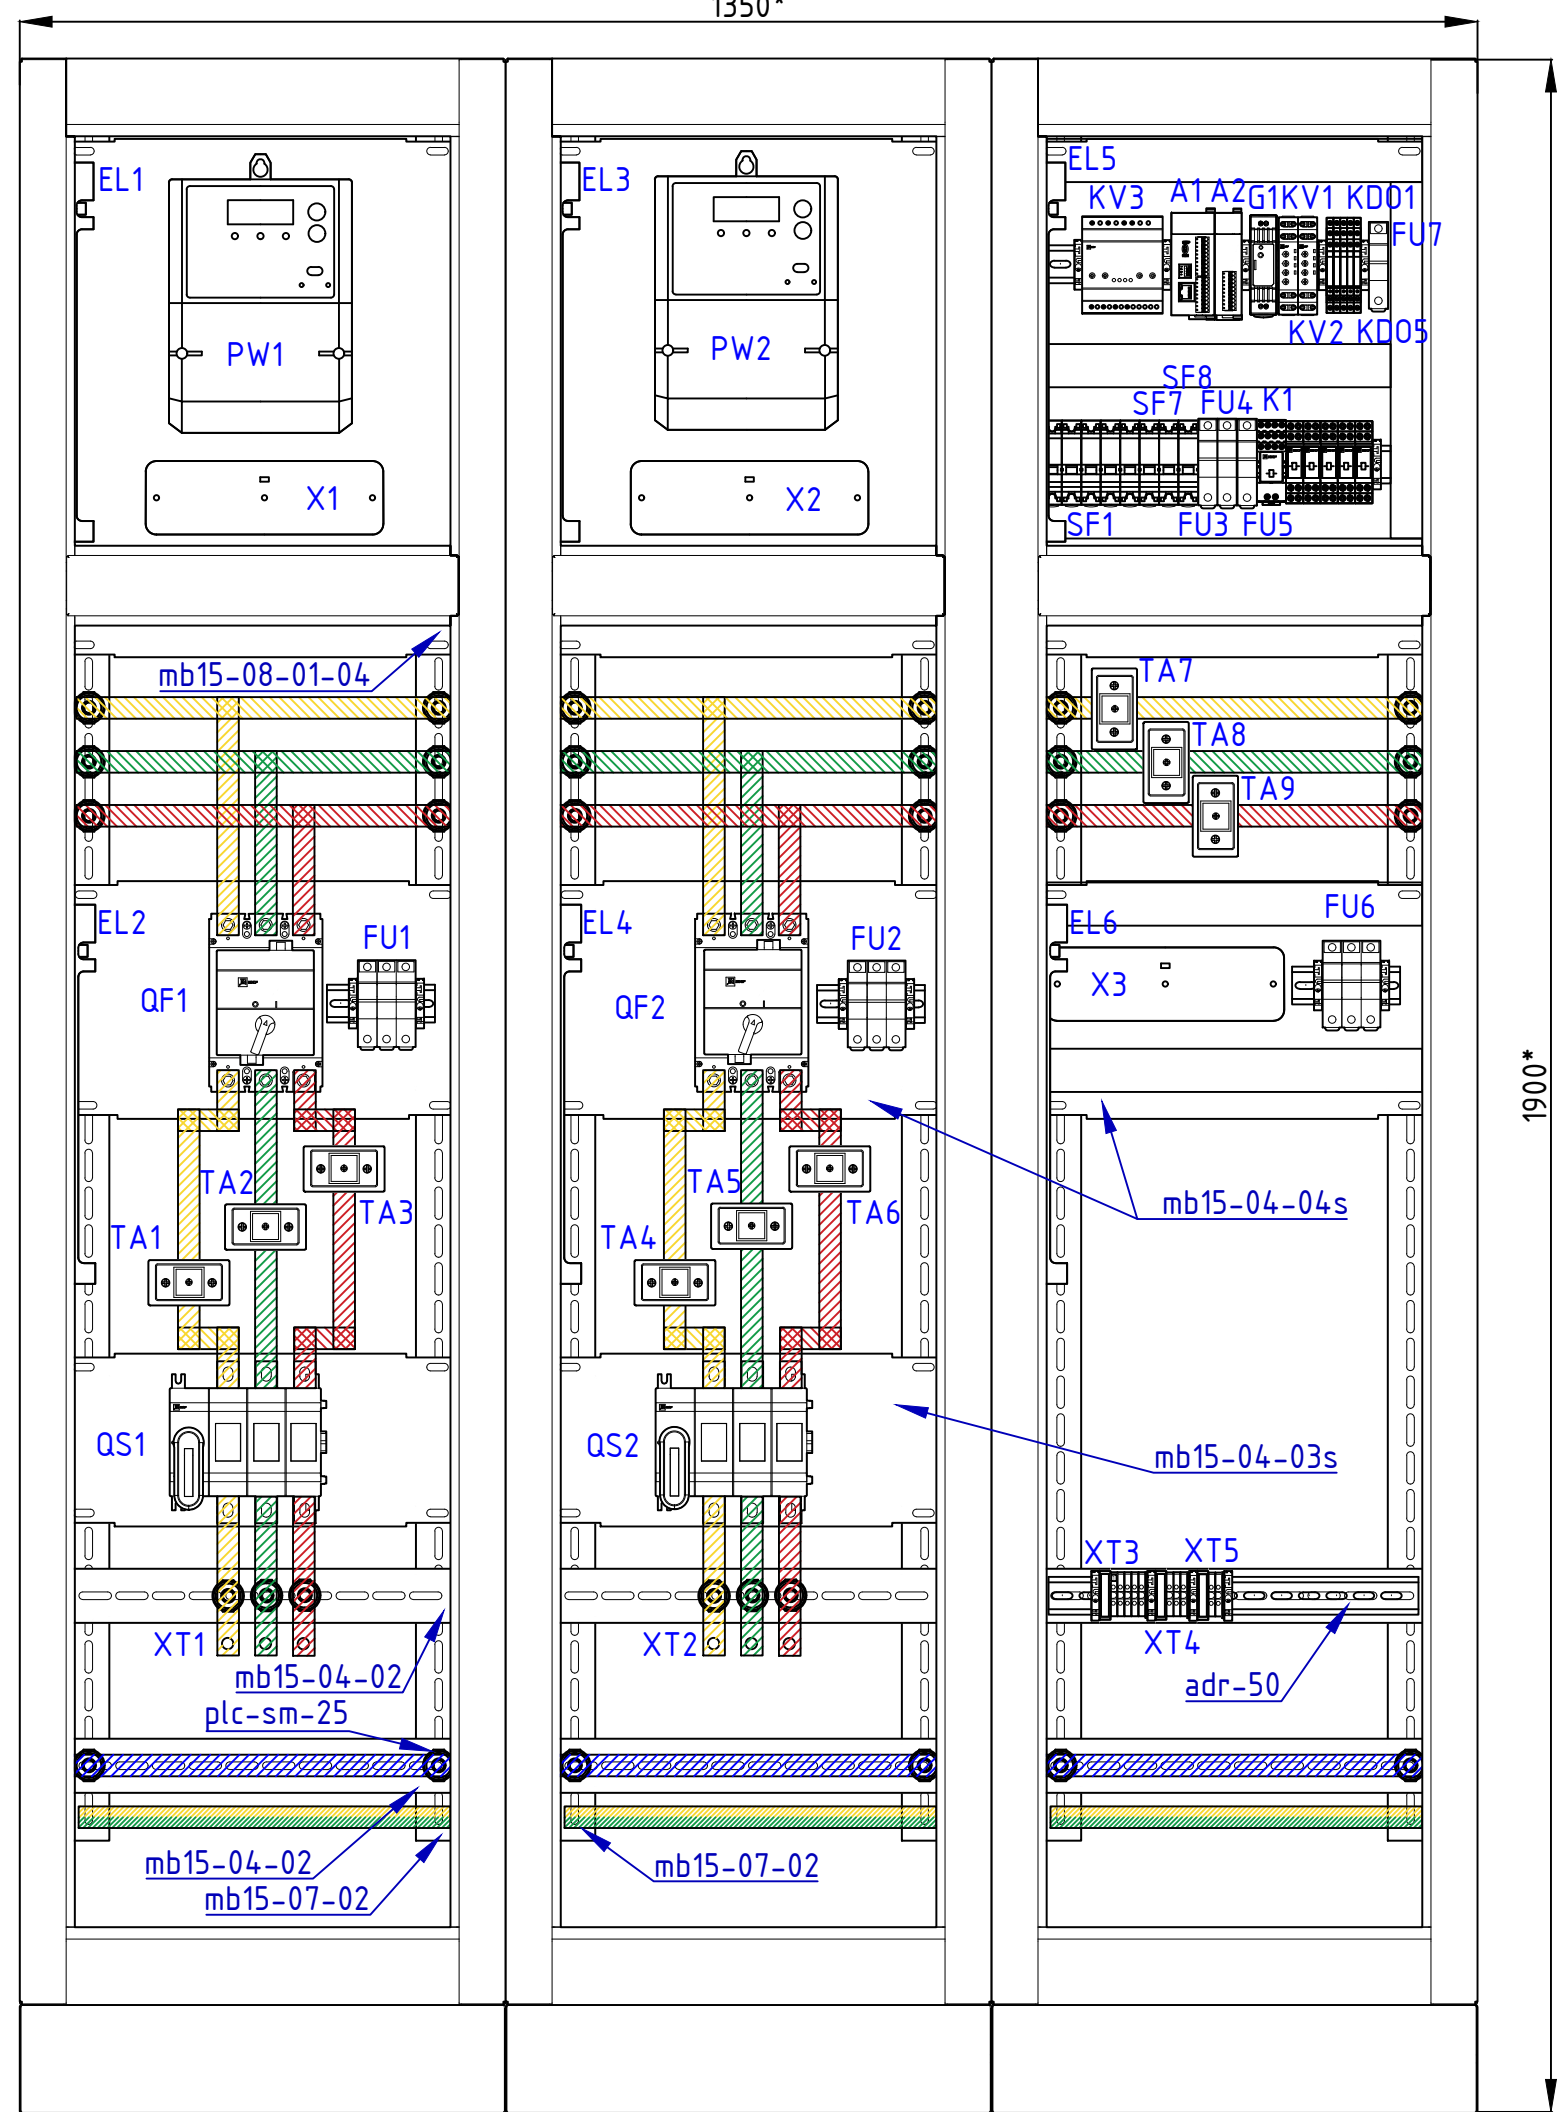 1350*
EL1
EL3
EL5
KV3
A1
A2
G1
KV1
KDO1
FU7
PW1
PW2
KV2
KDO5
SF8
SF7
FU4
K1
X1
X2
SF1
FU3
FU5
mb15-08-01-04
TA7
TA8
TA9
EL2
FU1
EL4
FU2
EL6
FU6
QF1
QF2
X3
1900*
TA2
TA3
TA1
TA5
TA6
TA4
mb15-04-04s
QS1
QS2
mb15-04-03s
XT3
XT5
XT1
XT2
XT4
mb15-04-02
adr-50
plc-sm-25
mb15-04-02
mb15-07-02
mb15-07-02